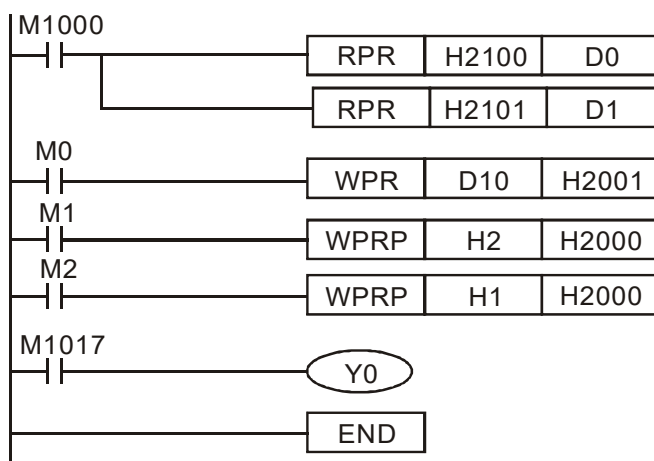 M1000
RPR H2100 D0
RPR H2101 D1
M0
WPR D10 H2001
M1
WPRP H2 H2000
M2
WPRP H1 H2000
M1017
Y0
END